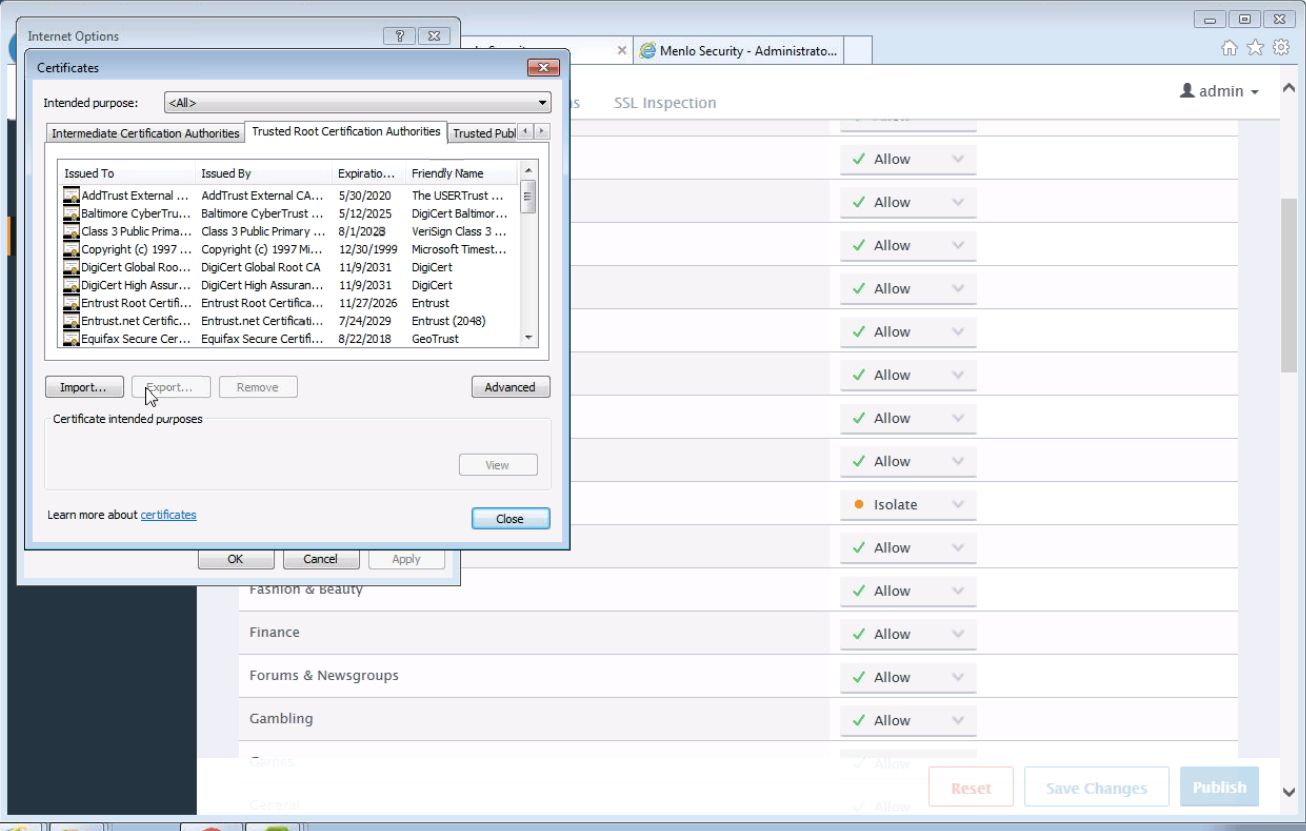 Internet Options
Menlo Security - Administrato...
Certificates
admin
SSL Inspection
Intended purpose: <All>
Intermediate Certification Authorities Trusted Root Certification Authorities Trusted Publ
Issued To Issued By Expiratio... Friendly Name
AddTrust External ... AddTrust External CA... 5/30/2020 The USERTrust ...
Baltimore CyberTru... Baltimore CyberTrust ... 5/12/2025 DigiCert Baltimor...
Class 3 Public Prima... Class 3 Public Primary ... 8/1/2028 VeriSign Class 3 ...
Copyright (c) 1997 ... Copyright (c) 1997 Mi... 12/30/1999 Microsoft Timest...
DigiCert Global Roo... DigiCert Global Root CA 11/9/2031 DigiCert
DigiCert High Assur... DigiCert High Assuran... 11/9/2031 DigiCert
Entrust Root Certifi... Entrust Root Certifica... 11/27/2026 Entrust
Entrust.net Certific... Entrust.net Certificati... 7/24/2029 Entrust (2048)
Equifax Secure Cer... Equifax Secure Certifi... 8/22/2018 GeoTrust
Import... Export... Remove Advanced
Certificate intended purposes
View
Learn more about certificates
Close
OK Cancel Apply
Allow
Allow
Allow
Allow
Allow
Allow
Allow
Allow
Isolate
Allow
Fashion & Beauty Allow
Finance Allow
Forums & Newsgroups Allow
Gambling Allow
Games Allow
General Allow
Reset Save Changes Publish